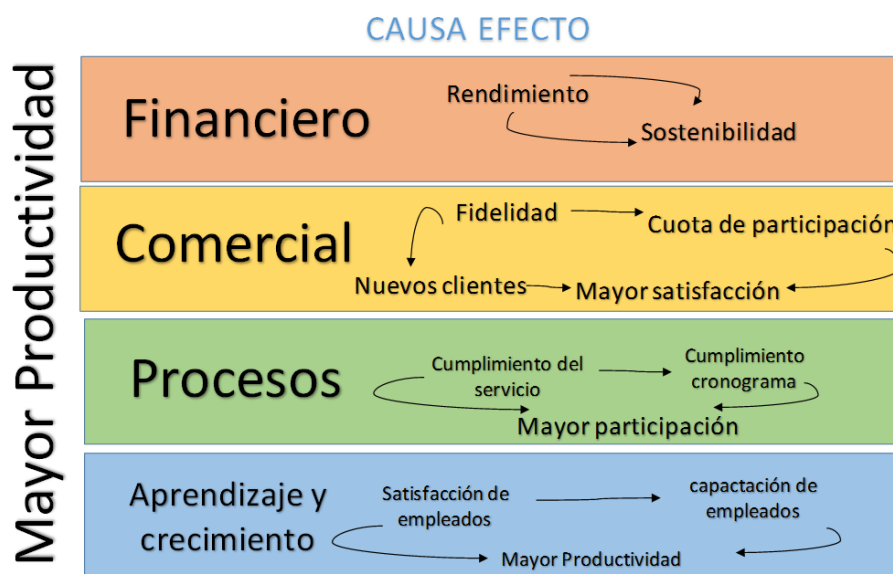 CAUSA EFECTO
Mayor Productividad
Financiero
Rendimiento
Sostenibilidad
Comercial
Fidelidad
Cuota de participación
Nuevos clientes
Mayor satisfacción
Procesos
Cumplimiento del
servicio
Cumplimiento
cronograma
Mayor participación
Aprendizaje y
crecimiento
Satisfacción de
empleados
capactación de
empleados
Mayor Productividad